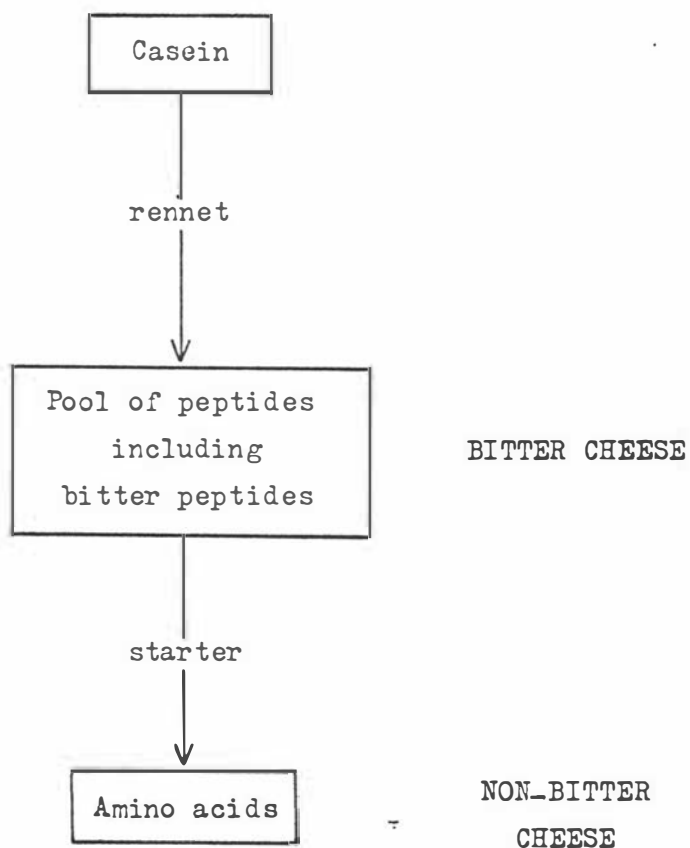 Casein
rennet
Pool of peptides
including
bitter peptides
BITTER CHEESE
starter
Amino acids
NON-BITTER
CHEESE